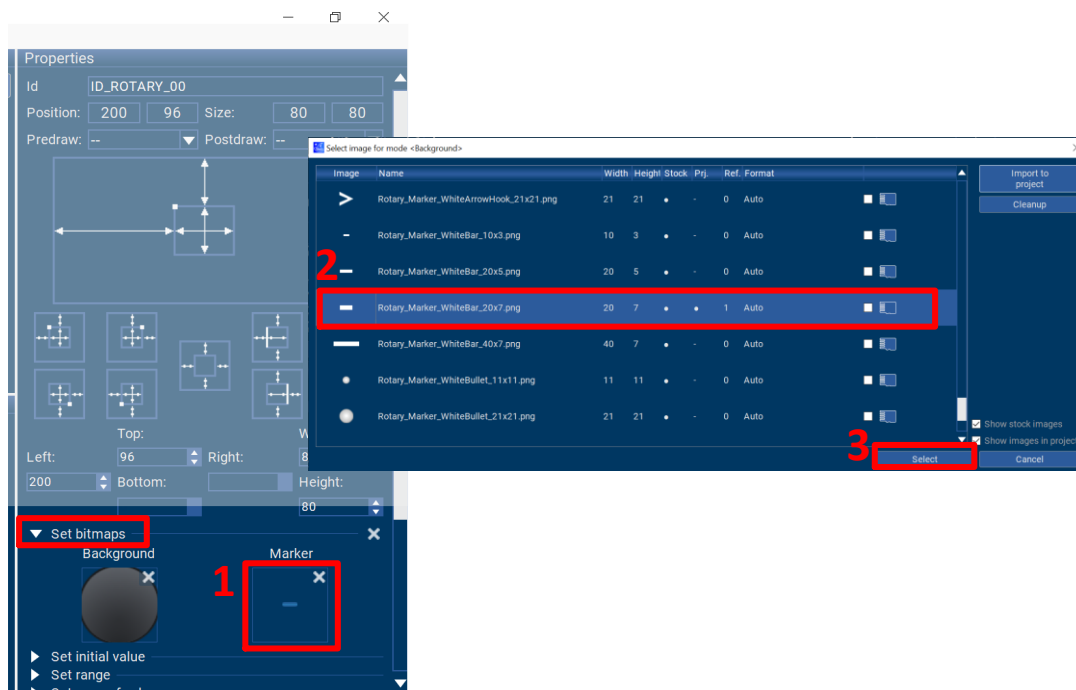 Properties
Id ID_ROTARY_00
Position: 200 96 Size: 80 80
Predraw: -- Postdraw: --
Top:
Left: 96 Right: 8
200 Bottom: Height:
80
Set bitmaps
Background Marker
1
Set initial value
Set range
Select image for mode <Background>
Image Name Width Height Stock Prj. Ref. Format
Rotary_Marker_WhiteArrowHook_21x21.png 21 21 • - 0 Auto
Rotary_Marker_WhiteBar_10x3.png 10 3 • - 0 Auto
2
Rotary_Marker_WhiteBar_20x5.png 20 5 • - 0 Auto
Rotary_Marker_WhiteBar_20x7.png 20 7 • • 1 Auto
Rotary_Marker_WhiteBar_40x7.png 40 7 • - 0 Auto
Rotary_Marker_WhiteBullet_11x11.png 11 11 • - 0 Auto
Rotary_Marker_WhiteBullet_21x21.png 21 21 • - 0 Auto
Import to
project
Cleanup
Show stock images
Show images in project
3
Select Cancel